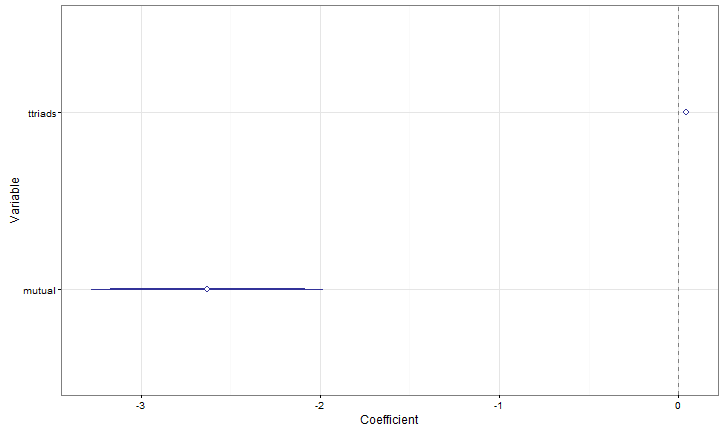 Variable
ttriads
mutual
-3
-2
-1
0
Coefficient